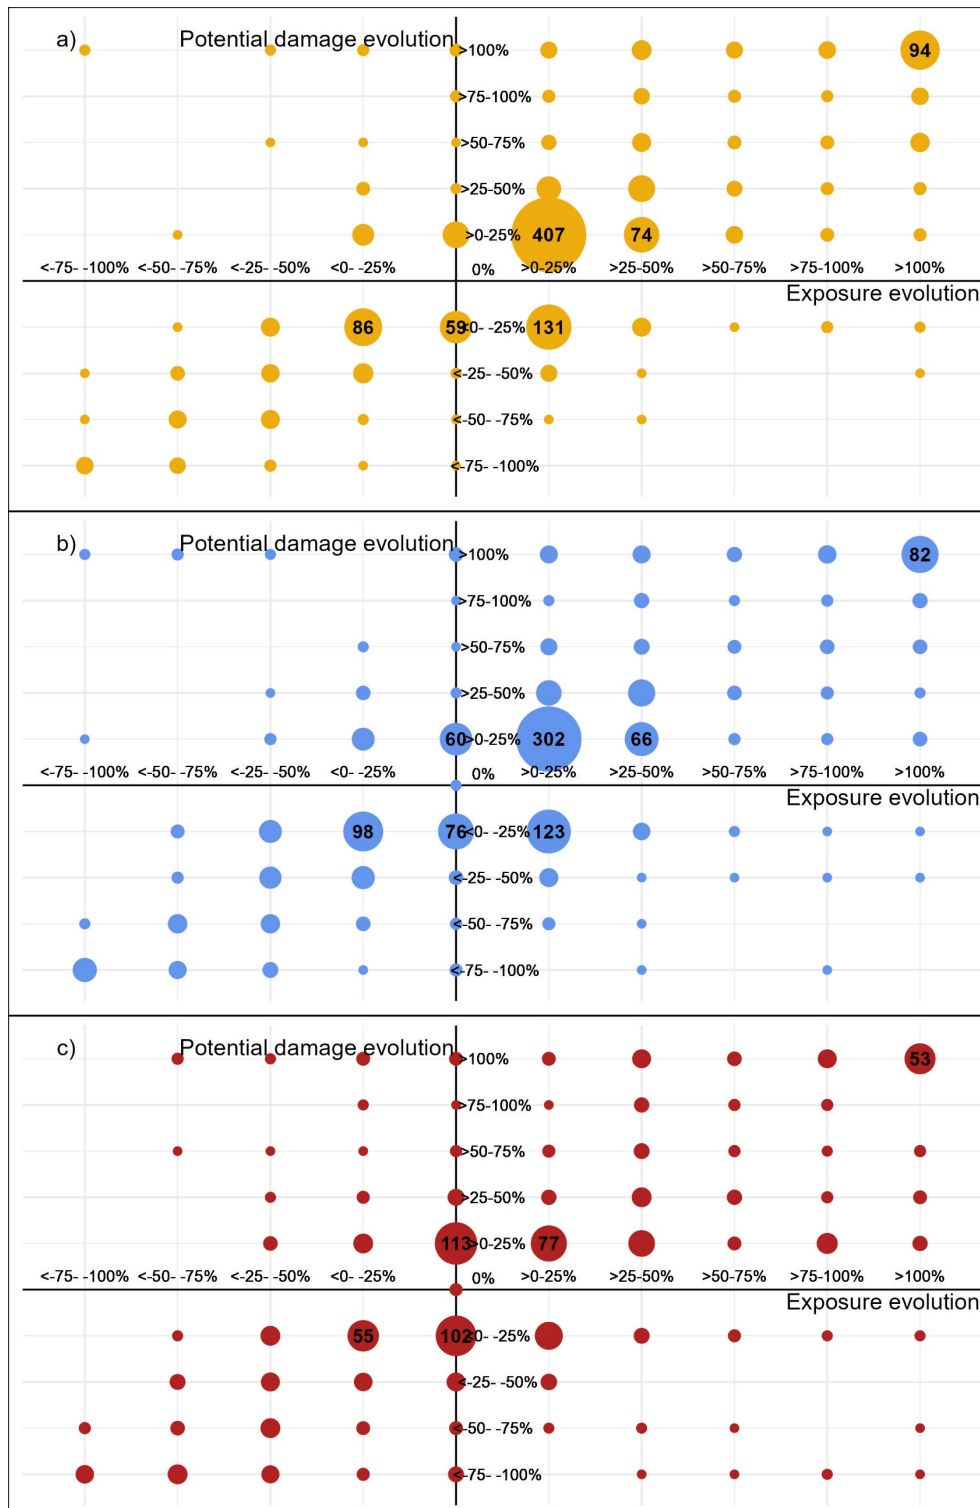 a) Potential damage evolution >100% 94
>75-100%
>50-75%
>25-50%
>0-25% 407 74
<-75- -100% <-50- -75% <-25- -50% <0- -25% 0% >0-25% >25-50% >50-75% >75-100% >100%
Exposure evolution
86 59 <0- -25% 131
<-25- -50%
<-50- -75%
<-75- -100%
b) Potential damage evolution >100% 82
>75-100%
>50-75%
>25-50%
60 >0-25% 302 66
<-75- -100% <-50- -75% <-25- -50% <0- -25% 0% >0-25% >25-50% >50-75% >75-100% >100%
Exposure evolution
98 76 <0- -25% 123
<-25- -50%
<-50- -75%
<-75- -100%
c) Potential damage evolution >100% 53
>75-100%
>50-75%
>25-50%
113 >0-25% 77
<-75- -100% <-50- -75% <-25- -50% <0- -25% 0% >0-25% >25-50% >50-75% >75-100% >100%
Exposure evolution
55 102 <0- -25%
<-25- -50%
<-50- -75%
<-75- -100%